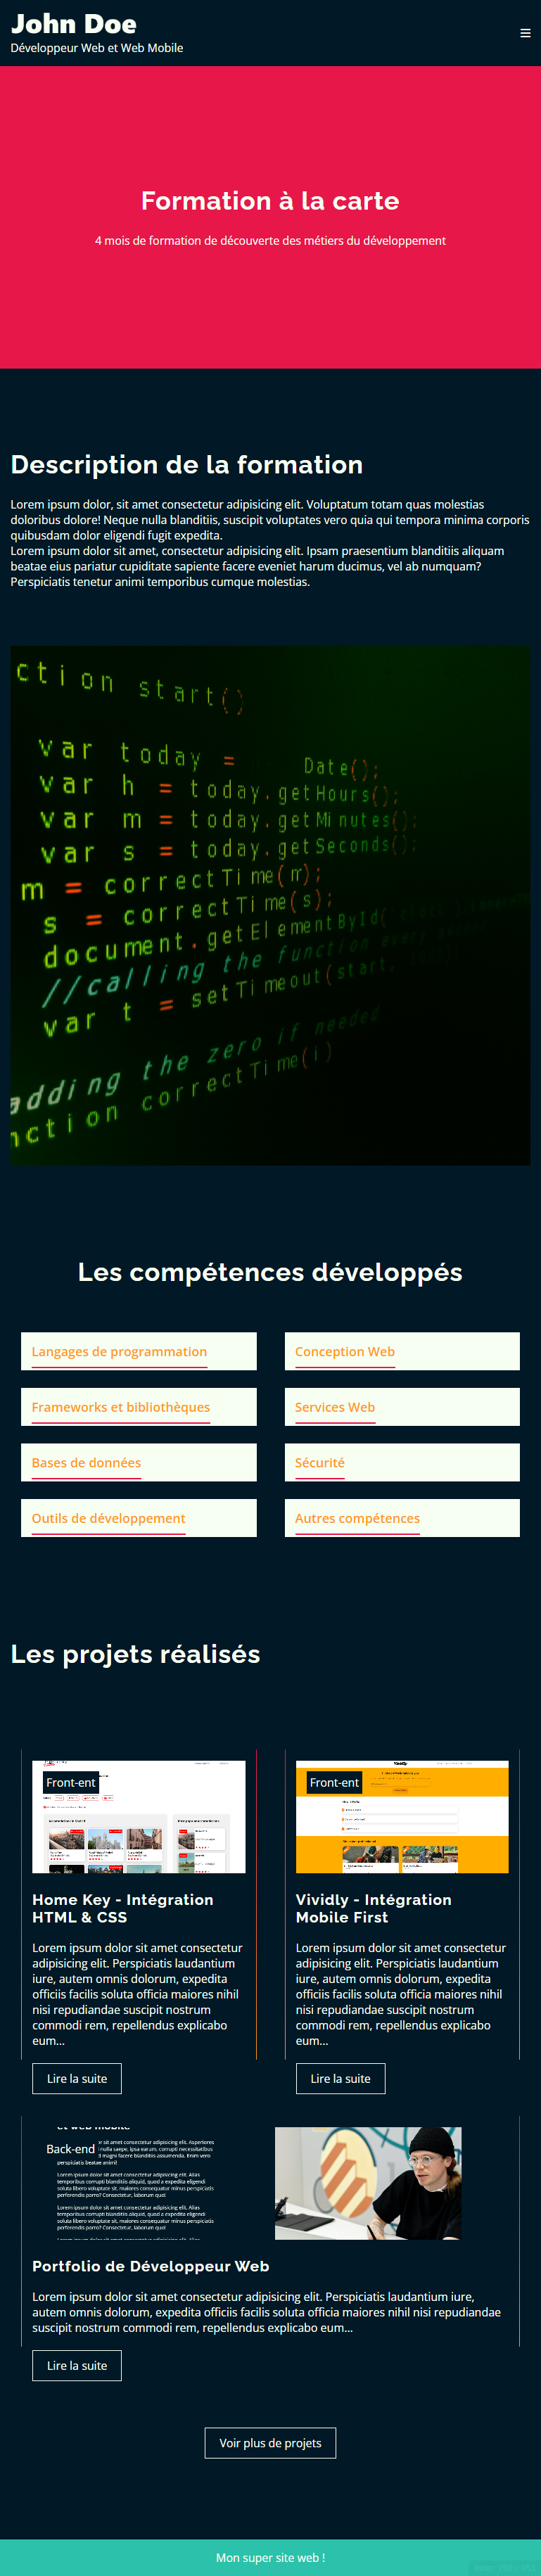 John Doe
Développeur Web et Web Mobile
Formation à la carte
4 mois de formation de découverte des métiers du développement
Description de la formation
Lorem ipsum dolor, sit amet consectetur adipisicing elit. Voluptatum totam quas molestias
doloribus dolore! Neque nulla blanditiis, suscipit voluptates vero quia qui tempora minima corporis
quibusdam dolor eligendi fugit expedita.
Lorem ipsum dolor sit amet, consectetur adipisicing elit. Ipsam praesentium blanditiis aliquam
beatae eius pariatur cupiditate sapiente facere eveniet harum ducimus, vel ab numquam?
Perspiciatis tenetur animi temporibus cumque molestias.
ction start()
var today = Date();
var h = today.getHours();
var m = today.getMinutes();
var s = today.getSeconds();
m = correctTime(m);
s = correctTime(s);
document.getElementById(
//calling the function every
var t = setTimeout(start,
adding the zero if needed
nction correctTime(i)
Les compétences développés
Langages de programmation
Conception Web
Frameworks et bibliothèques
Services Web
Bases de données
Sécurité
Outils de développement
Autres compétences
Les projets réalisés
Front-ent
Home Key - Intégration
HTML & CSS
Lorem ipsum dolor sit amet consectetur
adipisicing elit. Perspiciatis laudantium
iure, autem omnis dolorum, expedita
officiis facilis soluta officia maiores nihil
nisi repudiandae suscipit nostrum
commodi rem, repellendus explicabo
eum...
Lire la suite
Front-ent
Vividly - Intégration
Mobile First
Lorem ipsum dolor sit amet consectetur
adipisicing elit. Perspiciatis laudantium
iure, autem omnis dolorum, expedita
officiis facilis soluta officia maiores nihil
nisi repudiandae suscipit nostrum
commodi rem, repellendus explicabo
eum...
Lire la suite
Back-end
Portfolio de Développeur Web
Lorem ipsum dolor sit amet consectetur adipisicing elit. Perspiciatis laudantium iure,
autem omnis dolorum, expedita officiis facilis soluta officia maiores nihil nisi repudiandae
suscipit nostrum commodi rem, repellendus explicabo eum...
Lire la suite
Voir plus de projets
Mon super site web !